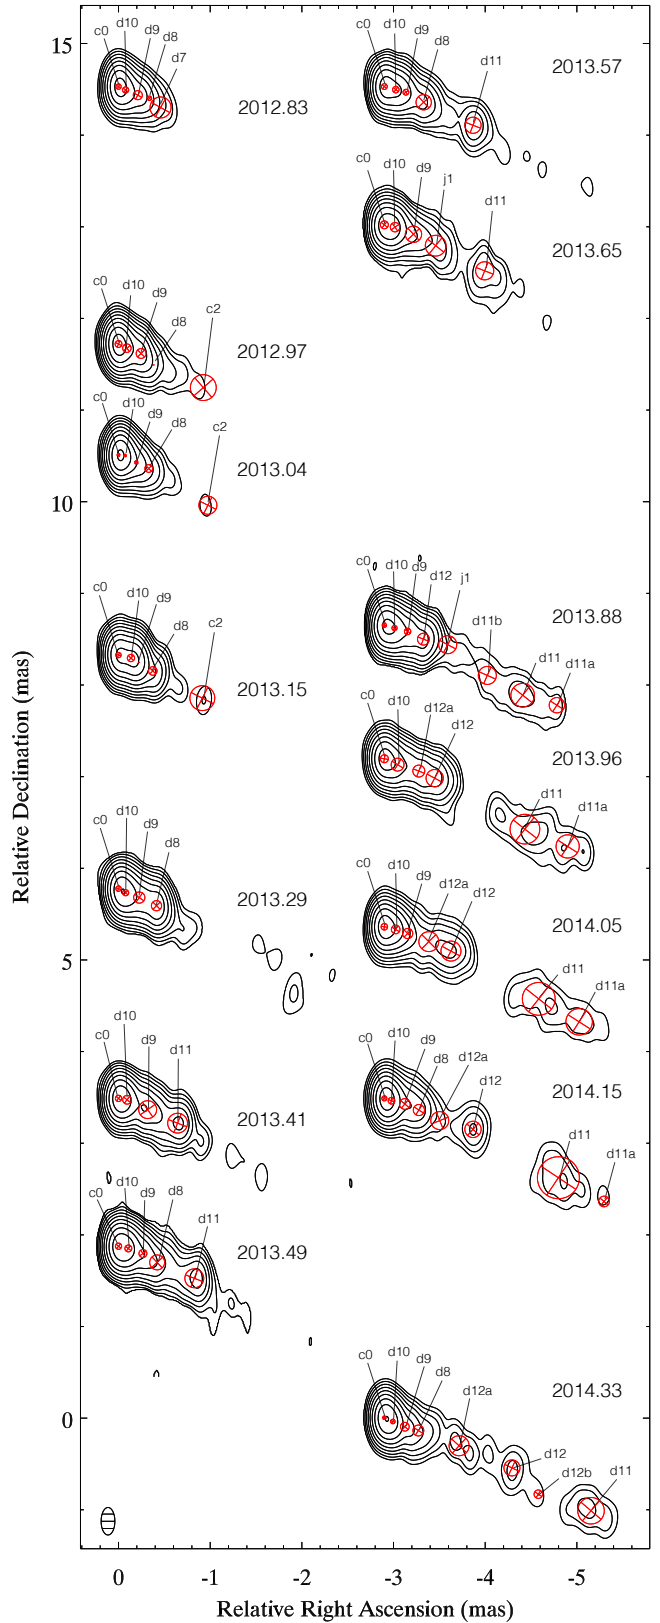 15
c0 d10 d9 d8 d7
2012.83
c0 d10 d9 d8 d11
2013.57
c0 d10 d9 j1 d11
2013.65
c0 d10 d9 d8 c2
2012.97
c0 d10 d9 d8 c2
2013.04
10
c0 d10 d9 d12 j1 d11b d11 d11a
2013.88
c0 d10 d9 d8 c2
2013.15
c0 d10 d12a d12 d11 d11a
2013.96
c0 d10 d9 d8
2013.29
c0 d10 d9 d12a d12 d11 d11a
2014.05
5
c0 d10 d9 d11
2013.41
c0 d10 d9 d8 d12a d12 d11 d11a
2014.15
c0 d10 d9 d8 d11
2013.49
c0 d10 d9 d8 d12a d12 d12b d11
2014.33
0
Relative Declination (mas)
0 -1 -2 -3 -4 -5
Relative Right Ascension (mas)